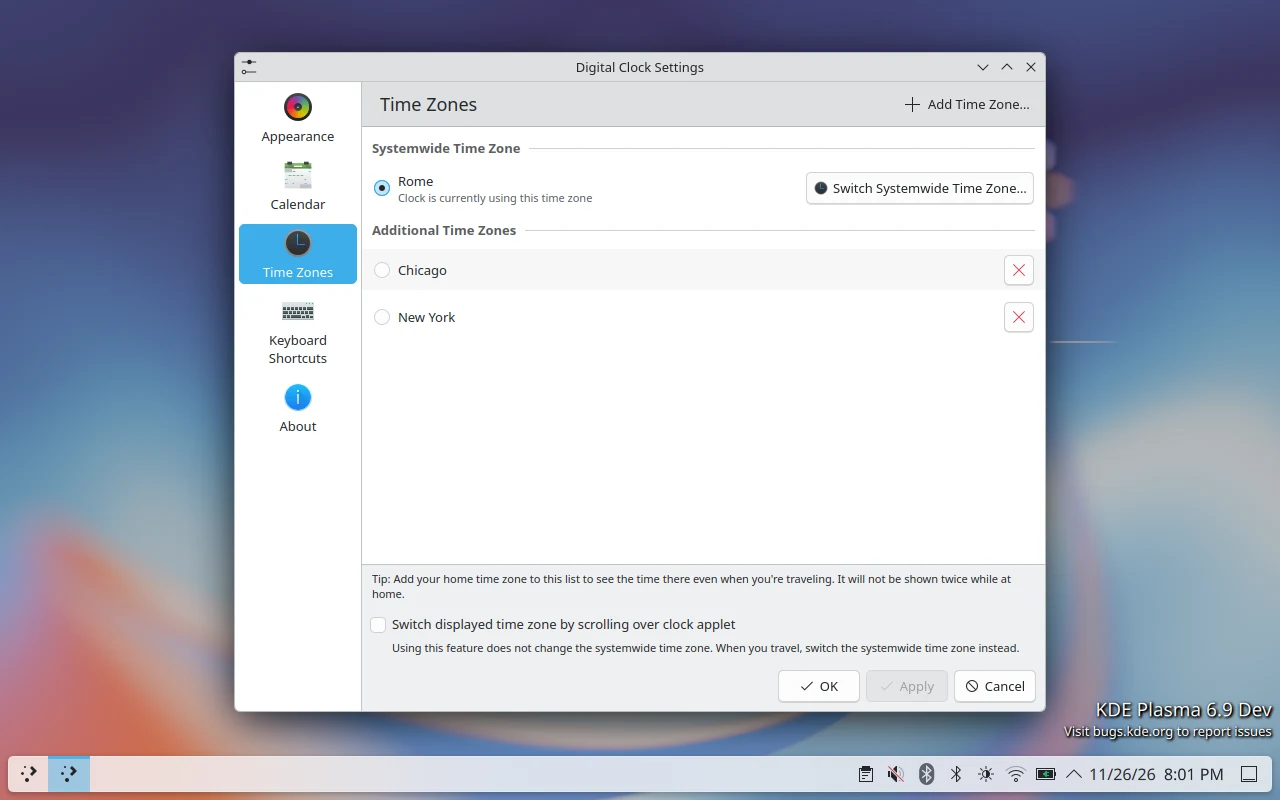 Digital Clock Settings
Appearance
Calendar
Time Zones
Keyboard
Shortcuts
About
Time Zones
Add Time Zone...
Systemwide Time Zone
Rome
Clock is currently using this time zone
Switch Systemwide Time Zone...
Additional Time Zones
Chicago
New York
Tip: Add your home time zone to this list to see the time there even when you're traveling. It will not be shown twice while at
home.
Switch displayed time zone by scrolling over clock applet
Using this feature does not change the systemwide time zone. When you travel, switch the systemwide time zone instead.
OK
Apply
Cancel
KDE Plasma 6.9 Dev
Visit bugs.kde.org to report issues
11/26/26 8:01 PM